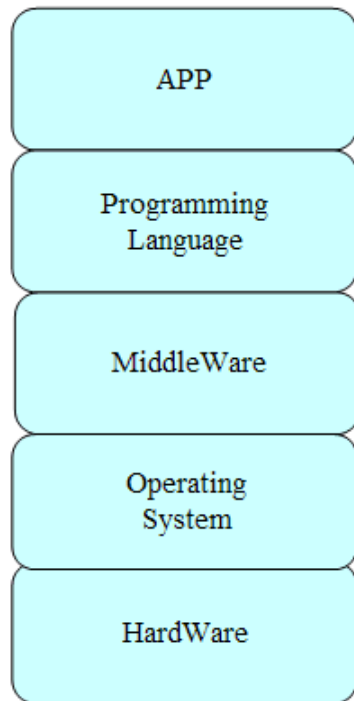 APP
Programming
Language
MiddleWare
Operating
System
HardWare